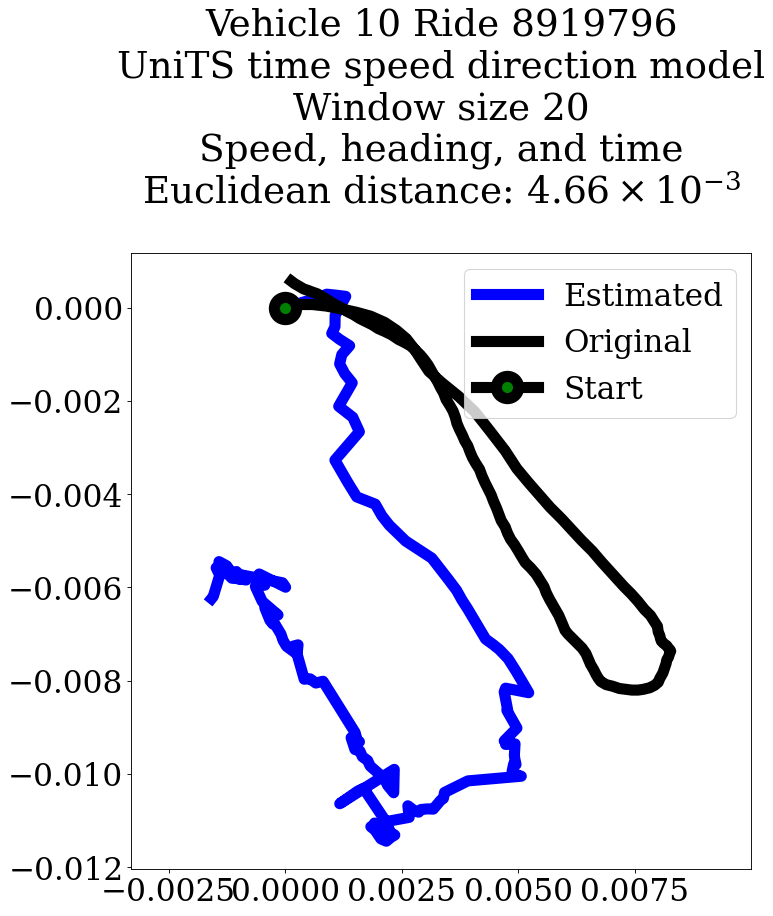 Vehicle 10 Ride 8919796
UniTS time speed direction model
Window size 20
Speed, heading, and time
Euclidean distance: 4.66 × 10⁻³
Estimated
Original
Start
0.000
−0.002
−0.004
−0.006
−0.008
−0.010
−0.012
−0.0025 0.0000 0.0025 0.0050 0.0075